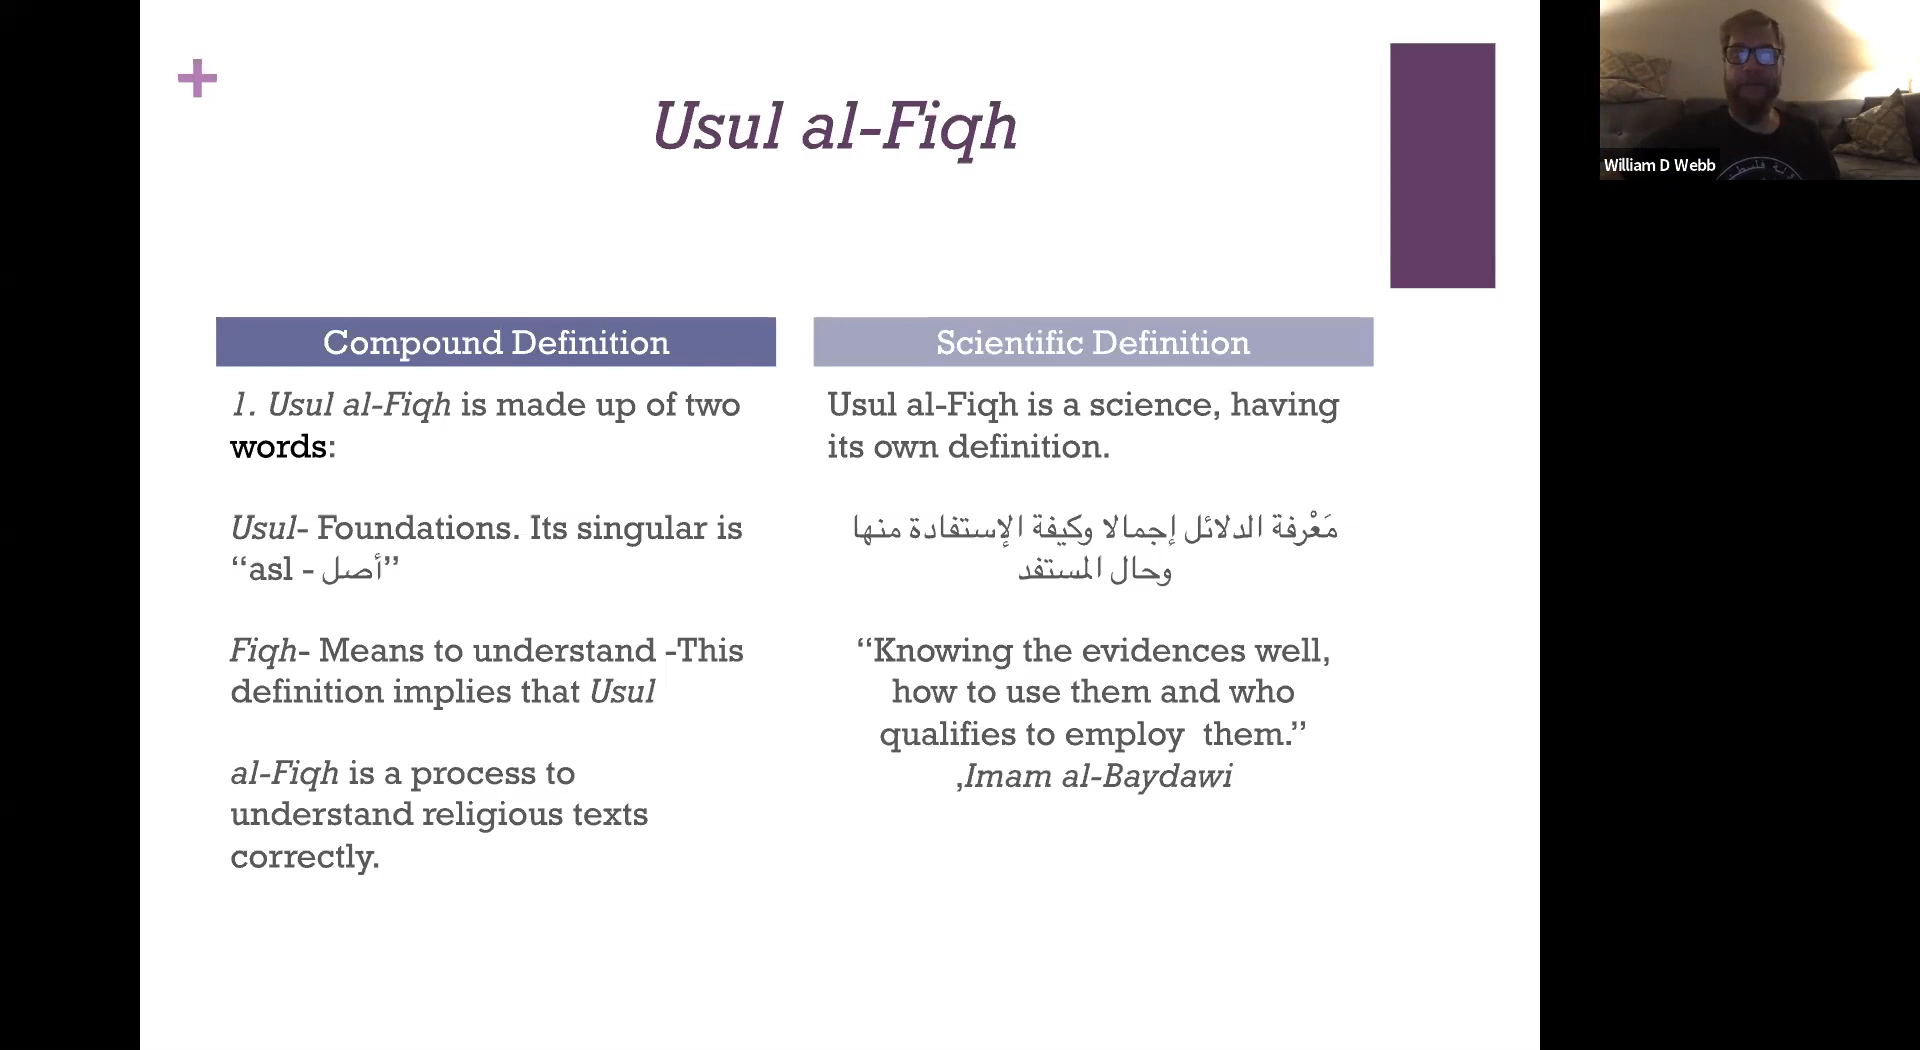 +
Usul al-Fiqh
Compound Definition
1. Usul al-Fiqh is made up of two
words:
Usul- Foundations. Its singular is
“asl - أصل”
Fiqh- Means to understand -This
definition implies that Usul
al-Fiqh is a process to
understand religious texts
correctly.
Scientific Definition
Usul al-Fiqh is a science, having
its own definition.
مَعْرفة الدلائل إجمالا وكيفة الإستفادة منها
وحال المستفد
“Knowing the evidences well,
how to use them and who
qualifies to employ  them.”
,Imam al-Baydawi
William D Webb